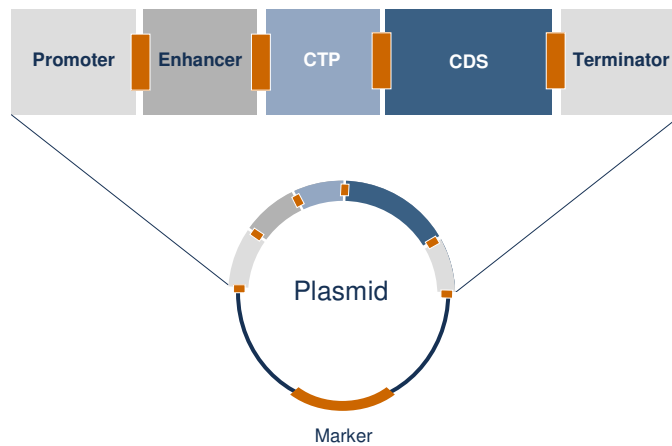 Promoter
Enhancer
CTP
CDS
Terminator
Plasmid
Marker